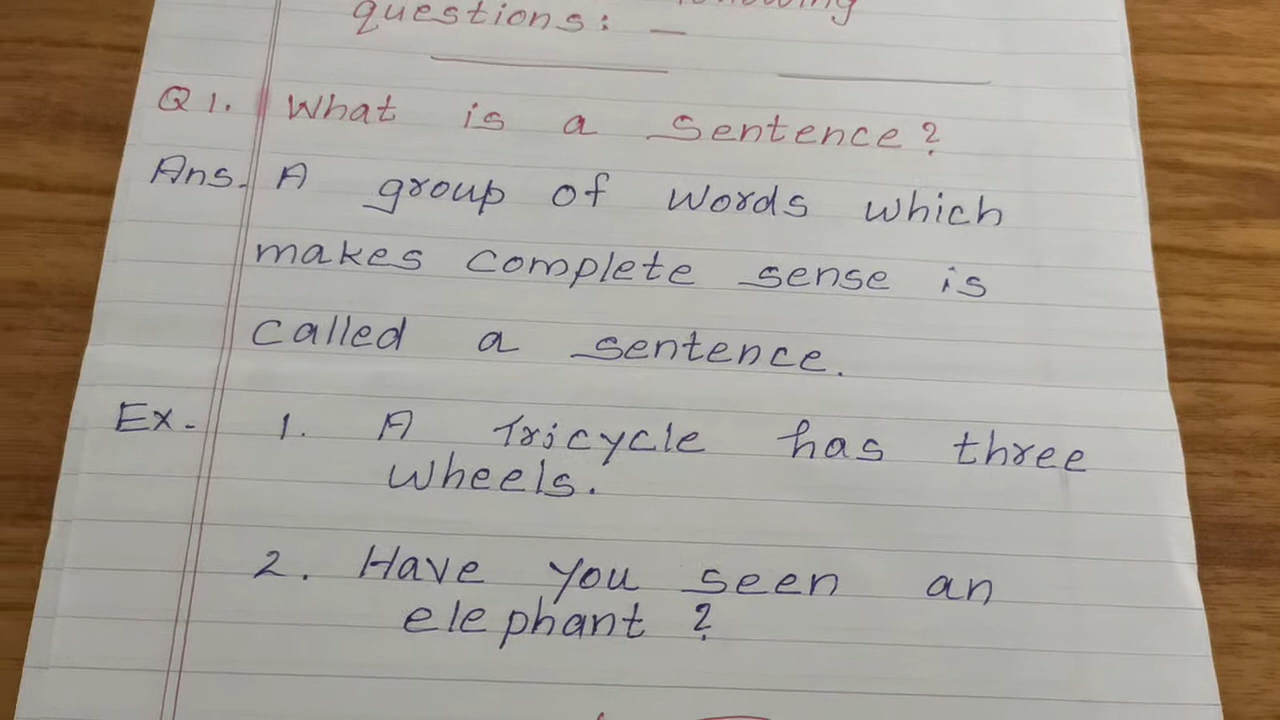 following
questions: _
Q1. What is a sentence?
Ans. A group of words which
makes complete sense is
called a sentence.
Ex. 1. A Tricycle has three
wheels.
2. Have you seen an
elephant ?